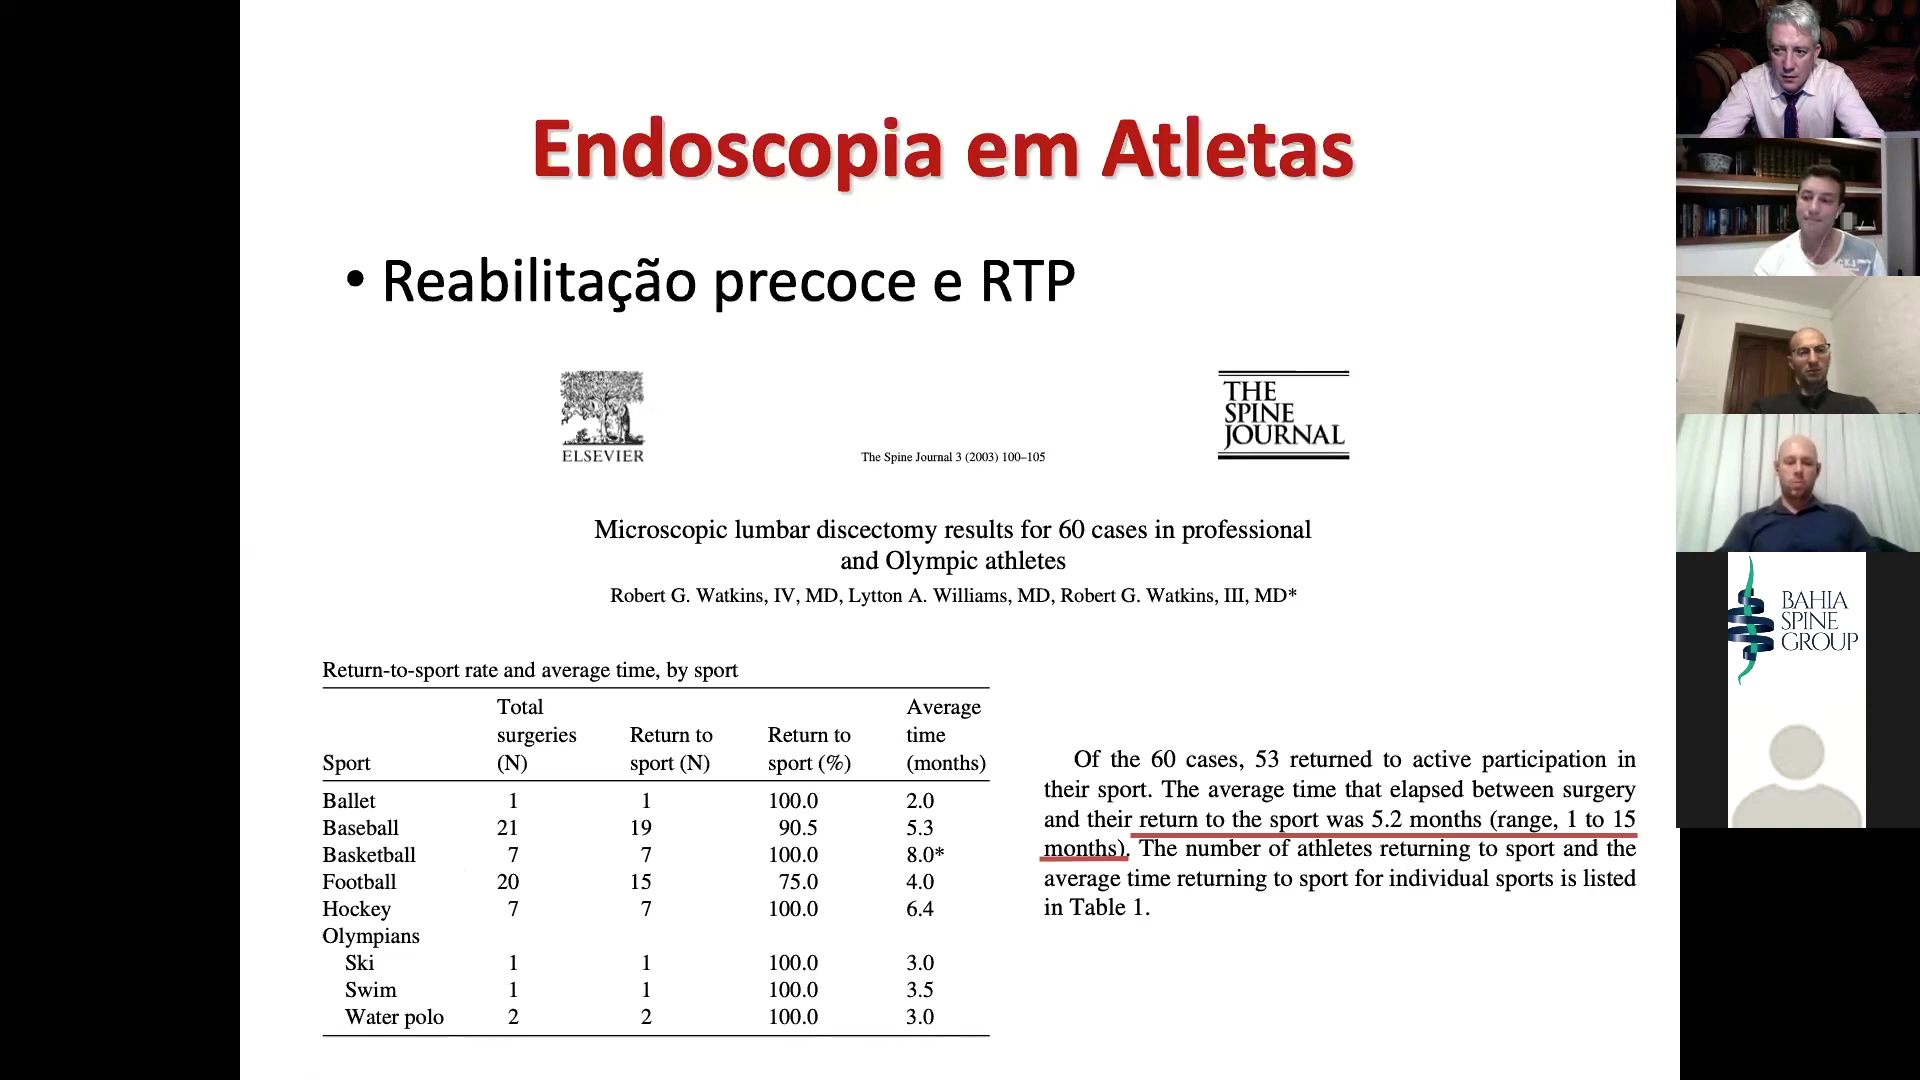 Endoscopia em Atletas
• Reabilitação precoce e RTP
ELSEVIER
The Spine Journal 3 (2003) 100–105
THE
SPINE
JOURNAL
Microscopic lumbar discectomy results for 60 cases in professional
and Olympic athletes
Robert G. Watkins, IV, MD, Lytton A. Williams, MD, Robert G. Watkins, III, MD*
Return-to-sport rate and average time, by sport
Sport Total surgeries (N) Return to sport (N) Return to sport (%) Average time (months)
Ballet 1 1 100.0 2.0
Baseball 21 19 90.5 5.3
Basketball 7 7 100.0 8.0*
Football 20 15 75.0 4.0
Hockey 7 7 100.0 6.4
Olympians
Ski 1 1 100.0 3.0
Swim 1 1 100.0 3.5
Water polo 2 2 100.0 3.0
Of the 60 cases, 53 returned to active participation in
their sport. The average time that elapsed between surgery
and their return to the sport was 5.2 months (range, 1 to 15
months). The number of athletes returning to sport and the
average time returning to sport for individual sports is listed
in Table 1.
BAHIA
SPINE
GROUP